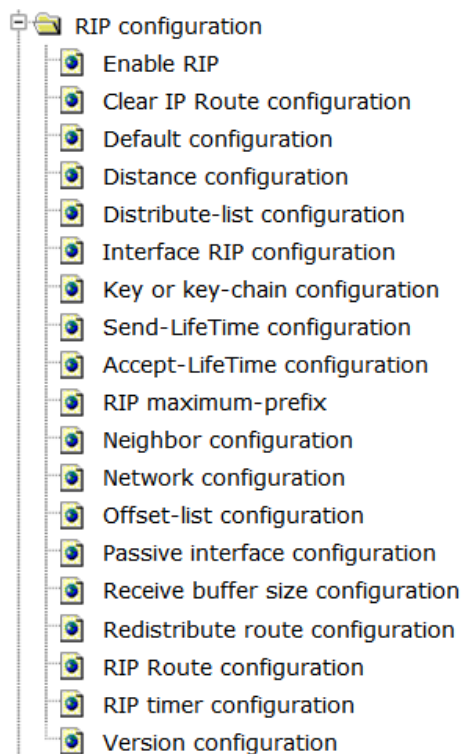 RIP configuration
Enable RIP
Clear IP Route configuration
Default configuration
Distance configuration
Distribute-list configuration
Interface RIP configuration
Key or key-chain configuration
Send-LifeTime configuration
Accept-LifeTime configuration
RIP maximum-prefix
Neighbor configuration
Network configuration
Offset-list configuration
Passive interface configuration
Receive buffer size configuration
Redistribute route configuration
RIP Route configuration
RIP timer configuration
Version configuration